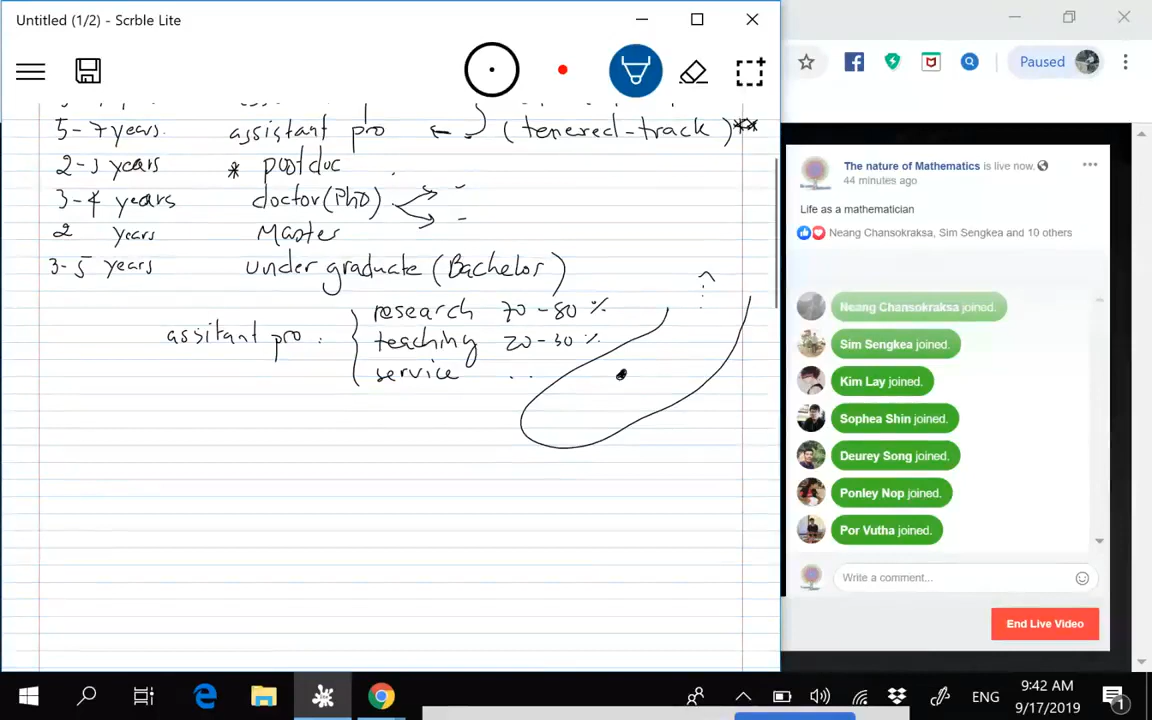 Untitled (1/2) - Scrble Lite
Paused
5-7 years. assistant pro (tenered-track)
2-3 years * postdoc
3-4 years doctor (PhD)
2 years Master
3-5 years under graduate (Bachelor)
research 70-80 %
assitant pro . teaching 20-30 %
service ...
The nature of Mathematics is live now.
44 minutes ago
Life as a mathematician
Neang Chansokraksa, Sim Sengkea and 10 others
Neang Chansokraksa joined.
Sim Sengkea joined.
Kim Lay joined.
Sophea Shin joined.
Deurey Song joined.
Ponley Nop joined.
Por Vutha joined.
Write a comment...
End Live Video
ENG
9:42 AM
9/17/2019
1